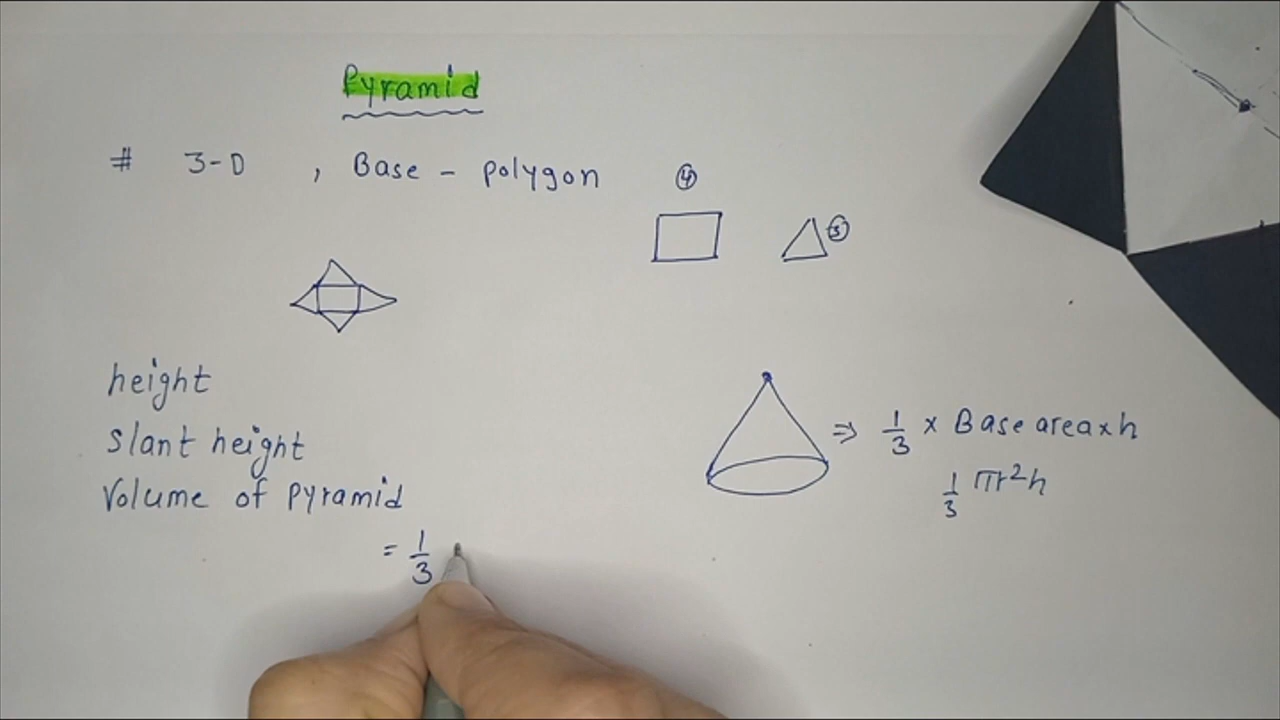 Pyramid
# 3-D , Base - polygon
④
③
height
Slant height
Volume of pyramid
= 1/3
⇒ 1/3 × Base area × h
1/3 πr²h